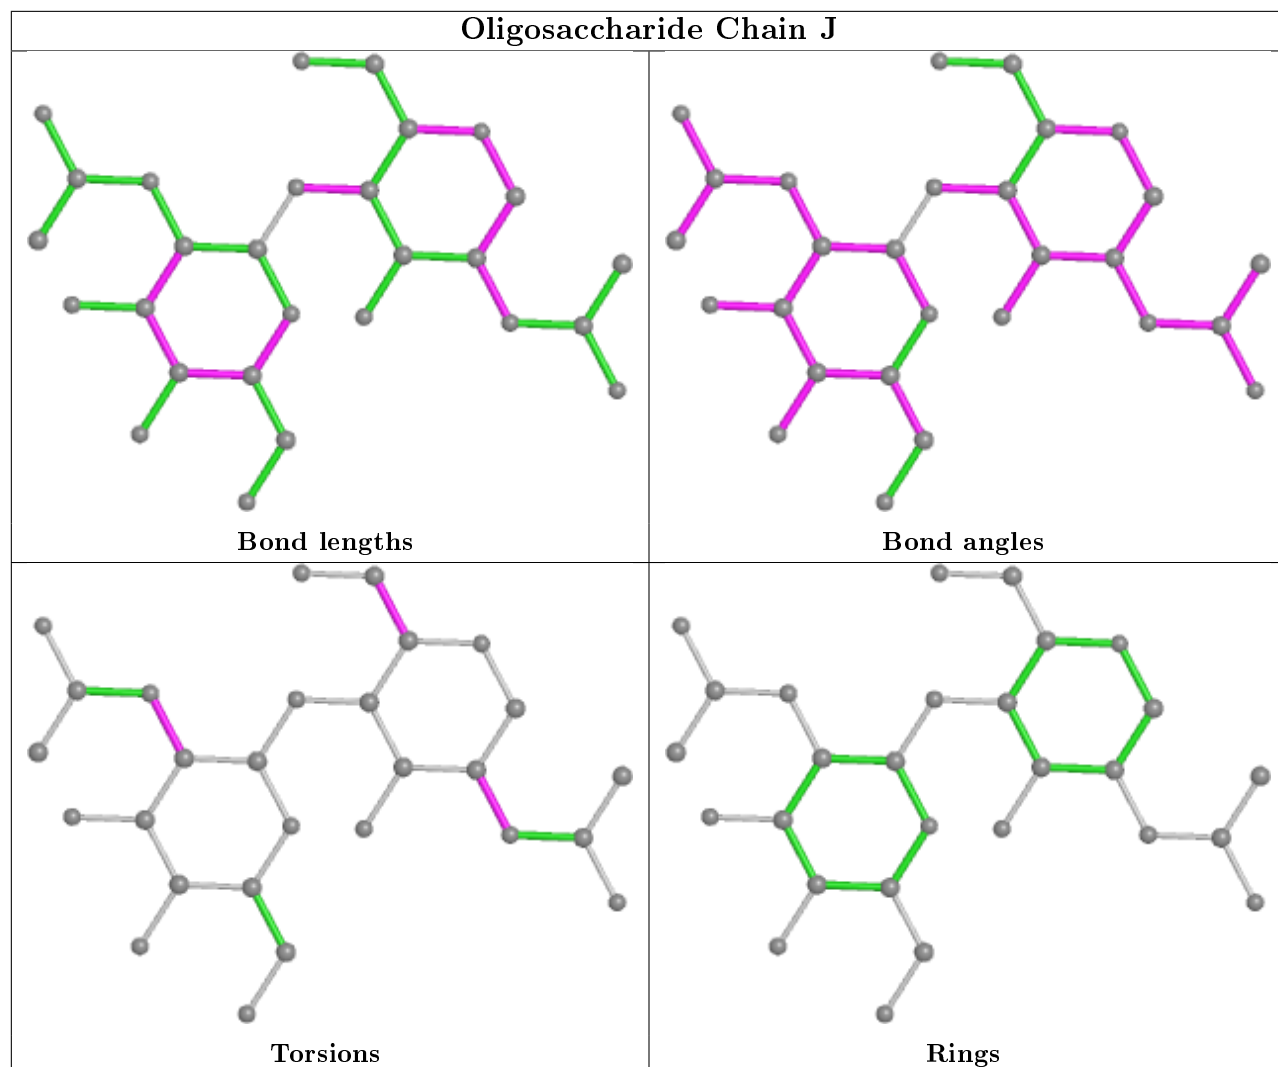 Oligosaccharide Chain J
Bond lengths
Bond angles
Torsions
Rings